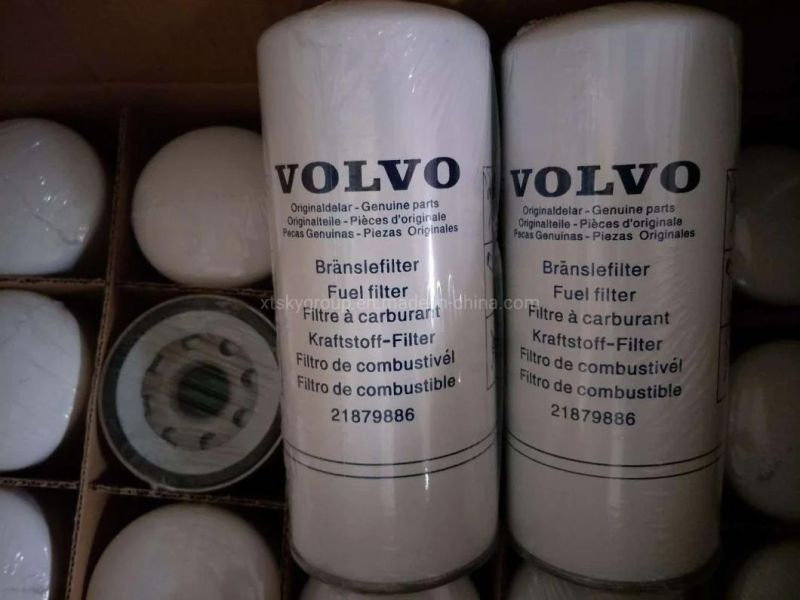 VOLVO
Originaldelar - Genuine parts
Originalteile - Pièces d'originale
Pecas Genuinas - Piezas Originales
Bränslefilter
Fuel filter
Filtre à carburant
Kraftstoff-Filter
Filtro de combustivél
Filtro de combustible
21879886
VOLVO
Originaldelar - Genuine parts
Originalteile - Pièces d'originale
Pecas Genuinas - Piezas Originales
Bränslefilter
Fuel filter
Filtre à carburant
Kraftstoff-Filter
Filtro de combustivél
Filtro de combustible
21879886
xtskygroup.en.made-in-china.com